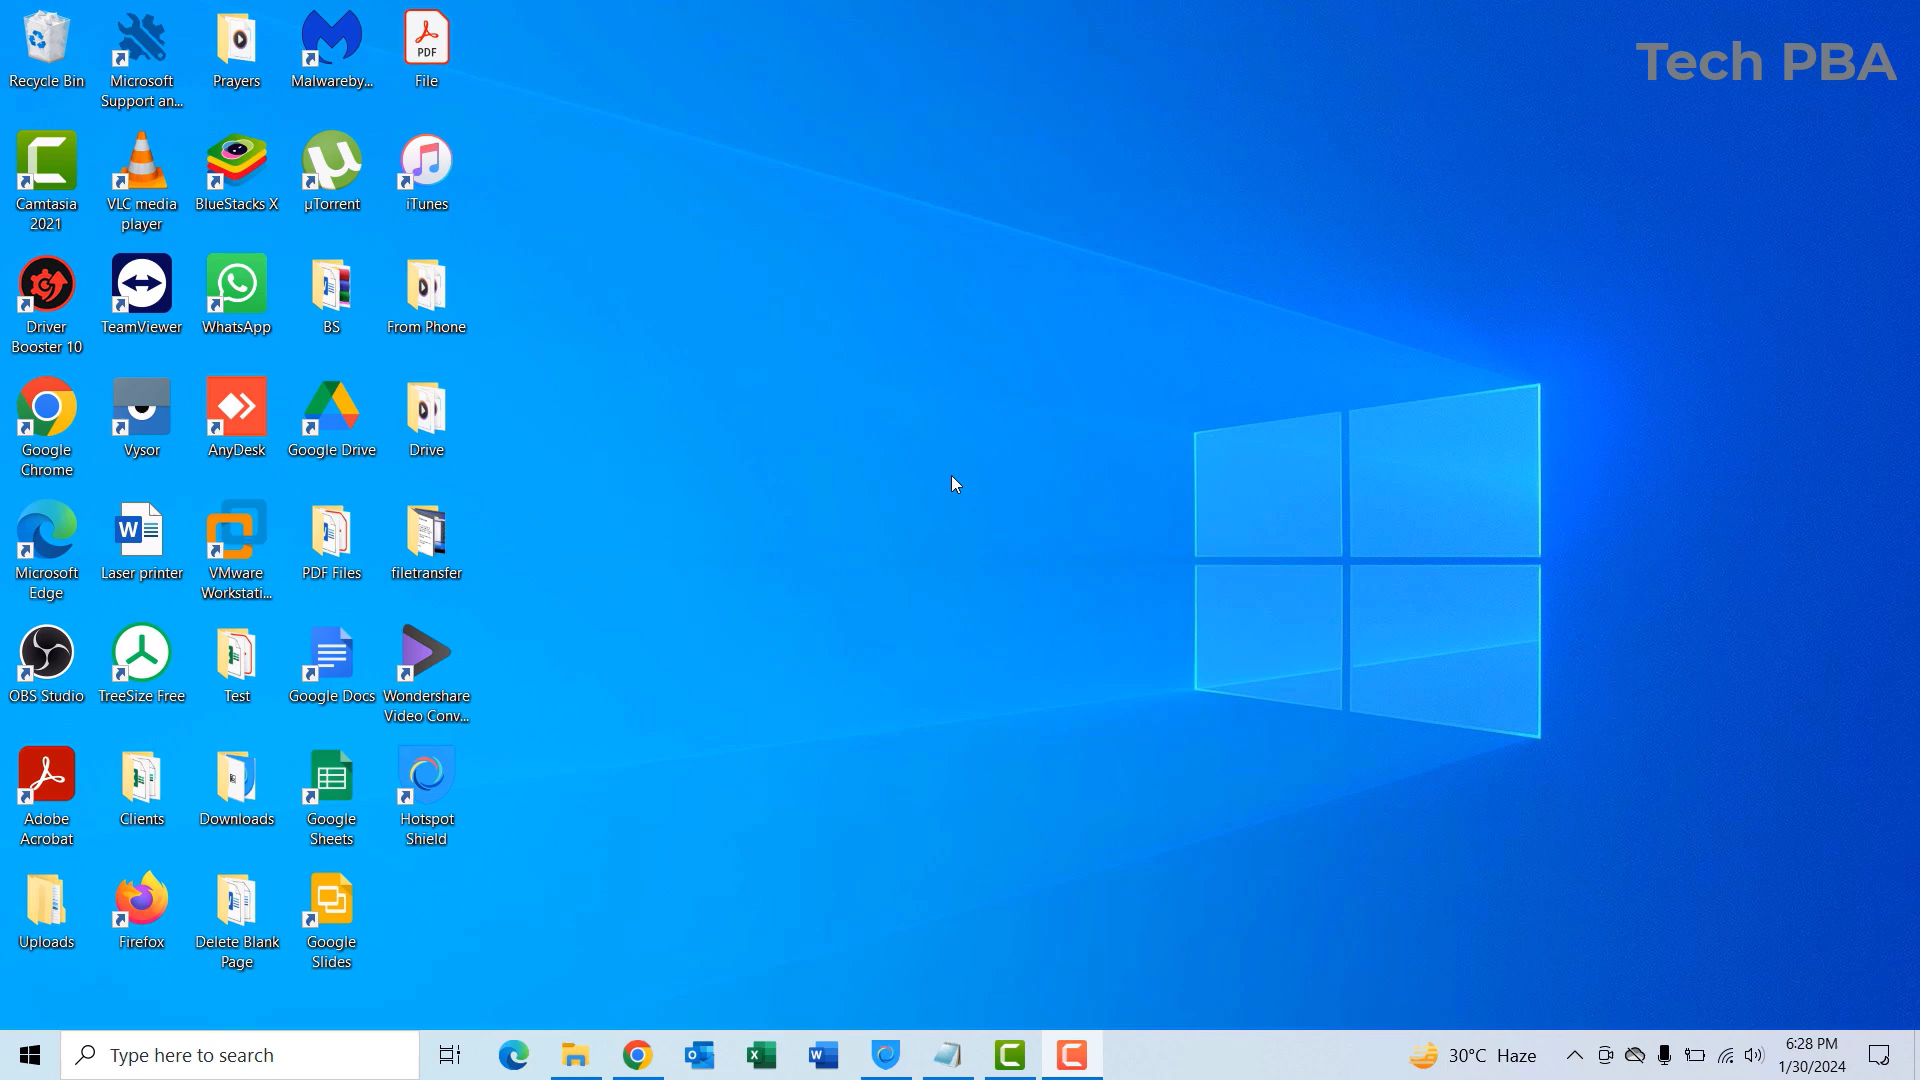 Tech PBA
Recycle Bin
Microsoft
Support an...
Prayers
Malwareby...
PDF
File
Camtasia
2021
VLC media
player
BlueStacks X
µTorrent
iTunes
Driver
Booster 10
TeamViewer
WhatsApp
BS
From Phone
Google
Chrome
Vysor
AnyDesk
Google Drive
Drive
Microsoft
Edge
W
Laser printer
VMware
Workstati...
PDF Files
filetransfer
OBS Studio
TreeSize Free
Test
Google Docs
Wondershare
Video Conv...
Adobe
Acrobat
Clients
Downloads
Google
Sheets
Hotspot
Shield
Uploads
Firefox
Delete Blank
Page
Google
Slides
Type here to search
30°C Haze
6:28 PM
1/30/2024